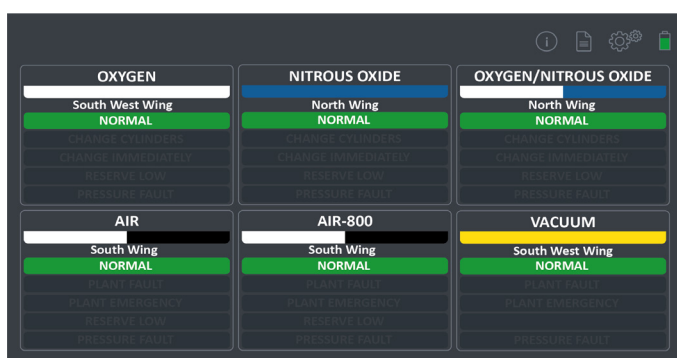 OXYGEN
South West Wing
NORMAL
CHANGE CYLINDERS
CHANGE IMMEDIATELY
RESERVE LOW
PRESSURE FAULT
NITROUS OXIDE
North Wing
NORMAL
CHANGE CYLINDERS
CHANGE IMMEDIATELY
RESERVE LOW
PRESSURE FAULT
OXYGEN/NITROUS OXIDE
North Wing
NORMAL
CHANGE CYLINDERS
CHANGE IMMEDIATELY
RESERVE LOW
PRESSURE FAULT
AIR
South Wing
NORMAL
PLANT FAULT
PLANT EMERGENCY
RESERVE LOW
PRESSURE FAULT
AIR-800
South Wing
NORMAL
PLANT FAULT
PLANT EMERGENCY
RESERVE LOW
PRESSURE FAULT
VACUUM
South West Wing
NORMAL
PLANT FAULT
PLANT EMERGENCY
PRESSURE FAULT